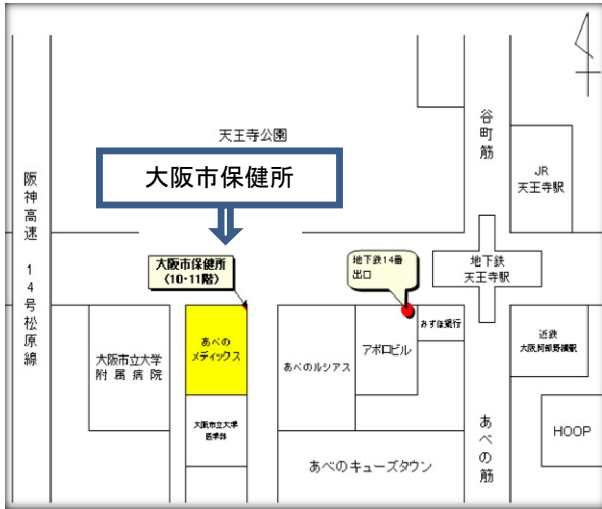 谷町筋
天王寺公園
大阪市保健所
JR
天王寺駅
阪神高速 14号松原線
大阪市保健所
(10・11階)
地下鉄14番
出口
地下鉄
天王寺駅
あべの
メディックス
みずほ銀行
近鉄
大阪阿部野橋駅
大阪市立大学
附属病院
あべのルシアス
アポロビル
大阪市立大学
医学部
あべの筋
HOOP
あべのキューズタウン